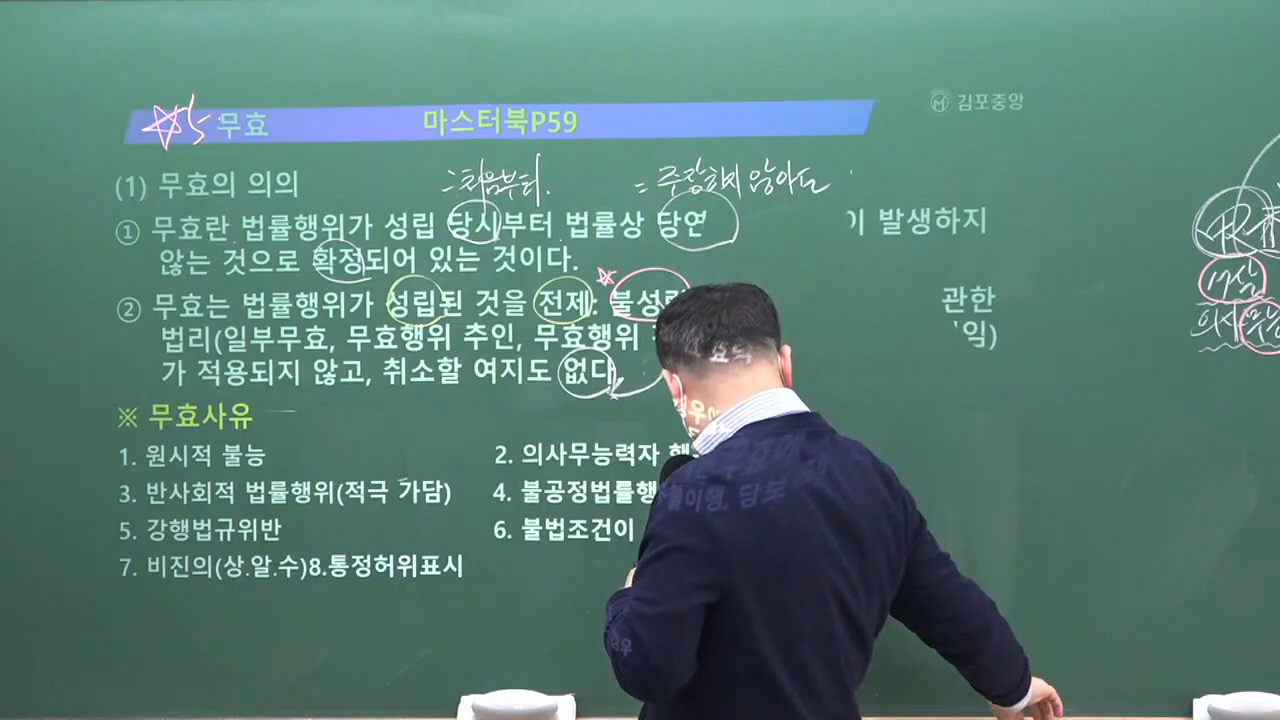 무효 마스터북P59
김포중앙
(1) 무효의 의의
=처음부터. = 주장하지 않아도
① 무효란 법률행위가 성립 당시부터 법률상 당연 이 발생하지
않는 것으로 확정되어 있는 것이다.
② 무효는 법률행위가 성립된 것을 전제: 불성립 관한
법리(일부무효, 무효행위 추인, 무효행위
가 적용되지 않고, 취소할 여지도 없다
※ 무효사유
1. 원시적 불능 2. 의사무능력자
3. 반사회적 법률행위(적극 가담) 4. 불공정법률행
5. 강행법규위반 6. 불법조건이
7. 비진의(상.알.수)8.통정허위표시
불이행, 담보
의사무능